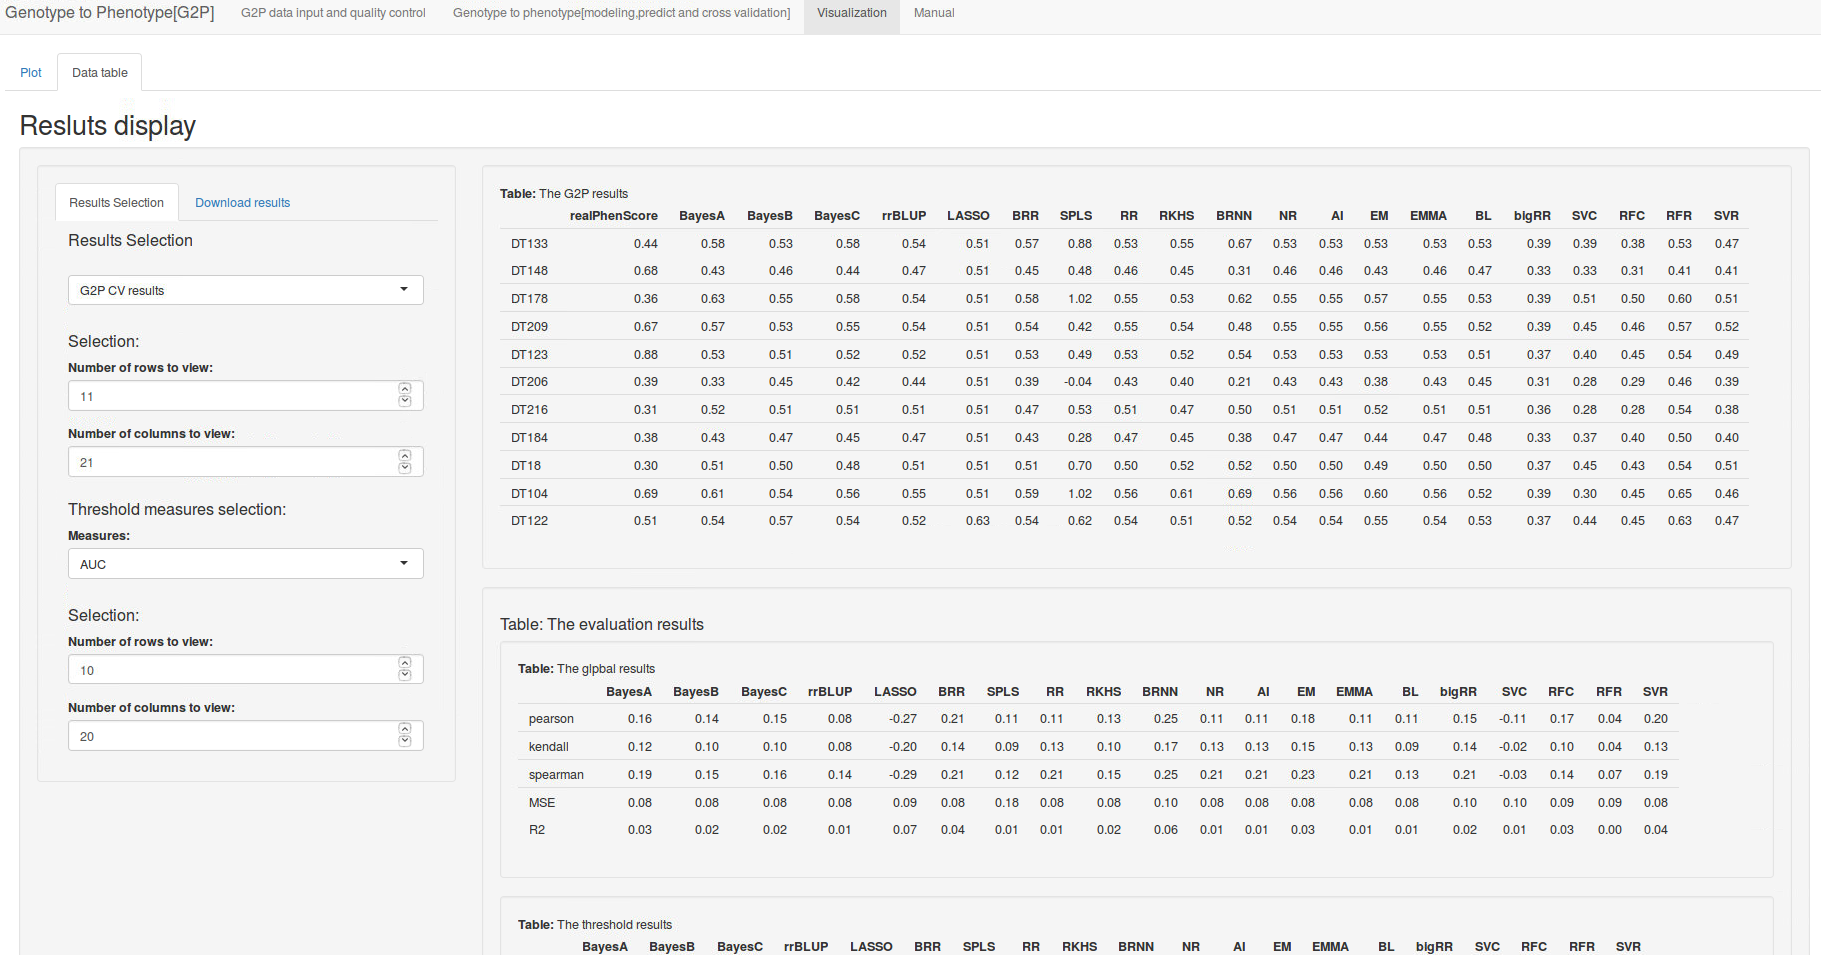 Genotype to Phenotype[G2P] G2P data input and quality control Genotype to phenotype[modeling,predict and cross validation] Visualization Manual
Plot Data table
Resluts display
Results Selection Download results
Results Selection
G2P CV results
Selection:
Number of rows to view:
11
Number of columns to view:
21
Threshold measures selection:
Measures:
AUC
Selection:
Number of rows to view:
10
Number of columns to view:
20
Table: The G2P results
realPhenScore BayesA BayesB BayesC rrBLUP LASSO BRR SPLS RR RKHS BRNN NR AI EM EMMA BL bigRR SVC RFC RFR SVR
DT133 0.44 0.58 0.53 0.58 0.54 0.51 0.57 0.88 0.53 0.55 0.67 0.53 0.53 0.53 0.53 0.53 0.39 0.39 0.38 0.53 0.47
DT148 0.68 0.43 0.46 0.44 0.47 0.51 0.45 0.48 0.46 0.45 0.31 0.46 0.46 0.43 0.46 0.47 0.33 0.33 0.31 0.41 0.41
DT178 0.36 0.63 0.55 0.58 0.54 0.51 0.58 1.02 0.55 0.53 0.62 0.55 0.55 0.57 0.55 0.53 0.39 0.51 0.50 0.60 0.51
DT209 0.67 0.57 0.53 0.55 0.54 0.51 0.54 0.42 0.55 0.54 0.48 0.55 0.55 0.56 0.55 0.52 0.39 0.45 0.46 0.57 0.52
DT123 0.88 0.53 0.51 0.52 0.52 0.51 0.53 0.49 0.53 0.52 0.54 0.53 0.53 0.53 0.53 0.51 0.37 0.40 0.45 0.54 0.49
DT206 0.39 0.33 0.45 0.42 0.44 0.51 0.39 -0.04 0.43 0.40 0.21 0.43 0.43 0.38 0.43 0.45 0.31 0.28 0.29 0.46 0.39
DT216 0.31 0.52 0.51 0.51 0.51 0.51 0.47 0.53 0.51 0.47 0.50 0.51 0.51 0.52 0.51 0.51 0.36 0.28 0.28 0.54 0.38
DT184 0.38 0.43 0.47 0.45 0.47 0.51 0.43 0.28 0.47 0.45 0.38 0.47 0.47 0.44 0.47 0.48 0.33 0.37 0.40 0.50 0.40
DT18 0.30 0.51 0.50 0.48 0.51 0.51 0.51 0.70 0.50 0.52 0.52 0.50 0.50 0.49 0.50 0.50 0.37 0.45 0.43 0.54 0.51
DT104 0.69 0.61 0.54 0.56 0.55 0.51 0.59 1.02 0.56 0.61 0.69 0.56 0.56 0.60 0.56 0.52 0.39 0.30 0.45 0.65 0.46
DT122 0.51 0.54 0.57 0.54 0.52 0.63 0.54 0.62 0.54 0.51 0.52 0.54 0.54 0.55 0.54 0.53 0.37 0.44 0.45 0.63 0.47
Table: The evaluation results
Table: The glpbal results
BayesA BayesB BayesC rrBLUP LASSO BRR SPLS RR RKHS BRNN NR AI EM EMMA BL bigRR SVC RFC RFR SVR
pearson 0.16 0.14 0.15 0.08 -0.27 0.21 0.11 0.11 0.13 0.25 0.11 0.11 0.18 0.11 0.11 0.15 -0.11 0.17 0.04 0.20
kendall 0.12 0.10 0.10 0.08 -0.20 0.14 0.09 0.13 0.10 0.17 0.13 0.13 0.15 0.13 0.09 0.14 -0.02 0.10 0.04 0.13
spearman 0.19 0.15 0.16 0.14 -0.29 0.21 0.12 0.21 0.15 0.25 0.21 0.21 0.23 0.21 0.13 0.21 -0.03 0.14 0.07 0.19
MSE 0.08 0.08 0.08 0.08 0.09 0.08 0.18 0.08 0.08 0.10 0.08 0.08 0.08 0.08 0.08 0.10 0.10 0.09 0.09 0.08
R2 0.03 0.02 0.02 0.01 0.07 0.04 0.01 0.01 0.02 0.06 0.01 0.01 0.03 0.01 0.01 0.02 0.01 0.03 0.00 0.04
Table: The threshold results
BayesA BayesB BayesC rrBLUP LASSO BRR SPLS RR RKHS BRNN NR AI EM EMMA BL bigRR SVC RFC RFR SVR